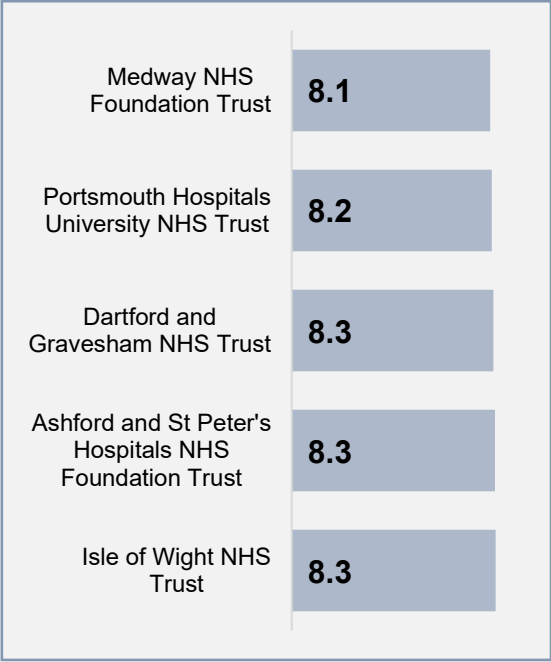 Medway NHS
Foundation Trust
8.1
Portsmouth Hospitals
University NHS Trust
8.2
Dartford and
Gravesham NHS Trust
8.3
Ashford and St Peter's
Hospitals NHS
Foundation Trust
8.3
Isle of Wight NHS
Trust
8.3